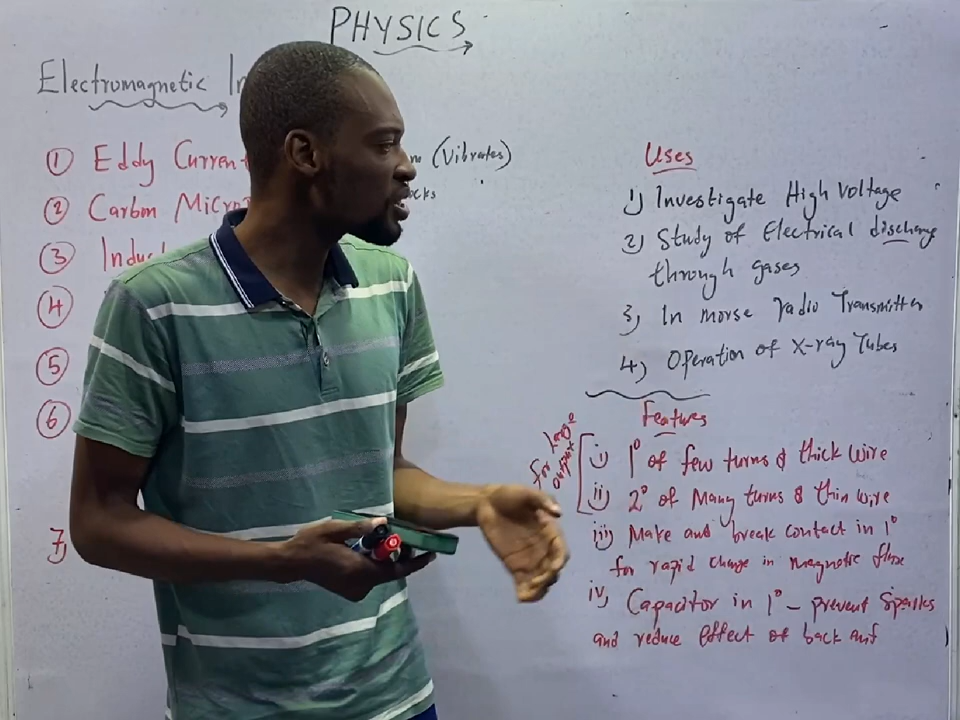 PHYSICS
Electromagnetic In
① Eddy Curren
② Carbon Micro
③ Indu
④
⑤
⑥
7)
(Vibrates)
Uses
1) Investigate High Voltage
2) Study of Electrical discharge
through gases
3) In morse radio Transmitter
4) Operation of X-ray Tubes
Features
for large output
i) 1° of few turns & thick wire
ii) 2° of Many turns & thin wire
iii) Make and break contact in 1°
for rapid change in magnetic flux
iv) Capacitor in 1° - prevent Sparks
and reduce effect of back emf